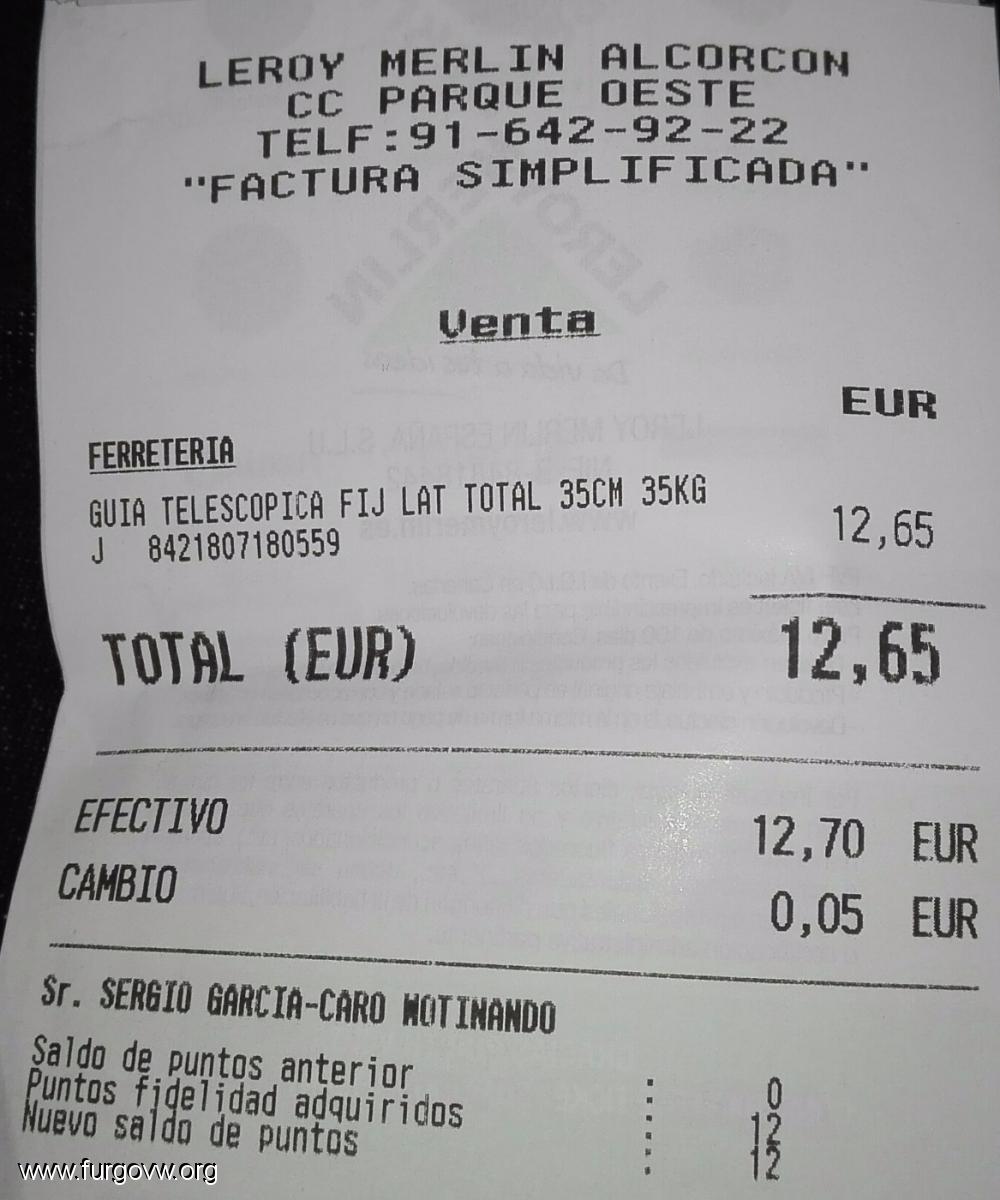 LEROY MERLIN ALCORCON
CC PARQUE OESTE
TELF:91-642-92-22
"FACTURA SIMPLIFICADA"
Venta
EUR
FERRETERIA
GUIA TELESCOPICA FIJ LAT TOTAL 35CM 35KG
J 8421807180559 12,65
TOTAL (EUR) 12,65
EFECTIVO 12,70 EUR
CAMBIO 0,05 EUR
Sr. SERGIO GARCIA-CARO MOTINANDO
Saldo de puntos anterior : 0
Puntos fidelidad adquiridos : 12
Nuevo saldo de puntos : 12
www.furgovw.org